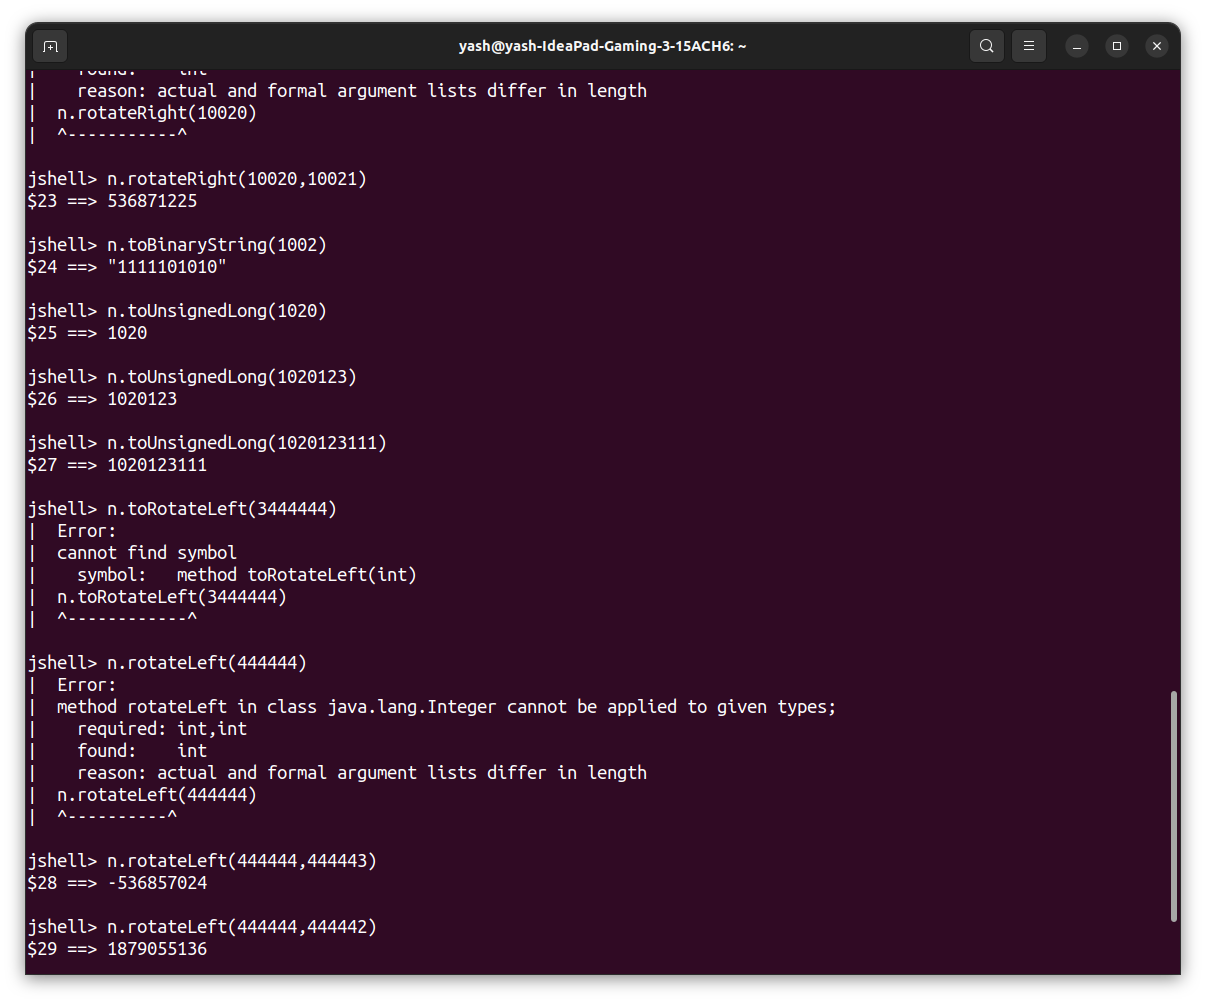 yash@yash-IdeaPad-Gaming-3-15ACH6: ~
|     found:    int
|     reason: actual and formal argument lists differ in length
|  n.rotateRight(10020)
|  ^-----------^
jshell> n.rotateRight(10020,10021)
$23 ==> 536871225
jshell> n.toBinaryString(1002)
$24 ==> "1111101010"
jshell> n.toUnsignedLong(1020)
$25 ==> 1020
jshell> n.toUnsignedLong(1020123)
$26 ==> 1020123
jshell> n.toUnsignedLong(1020123111)
$27 ==> 1020123111
jshell> n.toRotateLeft(3444444)
|  Error:
|  cannot find symbol
|    symbol:   method toRotateLeft(int)
|  n.toRotateLeft(3444444)
|  ^------------^
jshell> n.rotateLeft(444444)
|  Error:
|  method rotateLeft in class java.lang.Integer cannot be applied to given types;
|    required: int,int
|    found:    int
|    reason: actual and formal argument lists differ in length
|  n.rotateLeft(444444)
|  ^----------^
jshell> n.rotateLeft(444444,444443)
$28 ==> -536857024
jshell> n.rotateLeft(444444,444442)
$29 ==> 1879055136